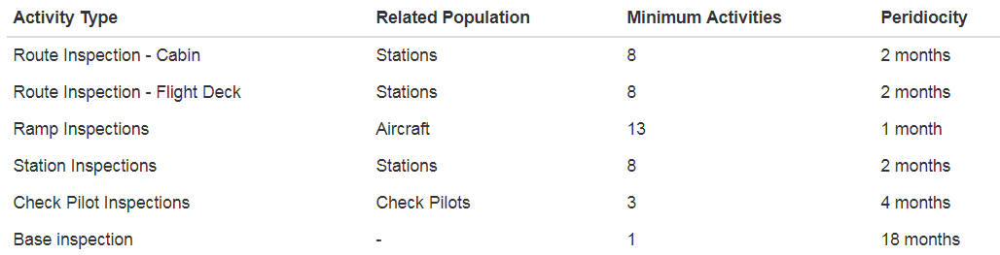 Activity Type Related Population Minimum Activities Peridiocity
Route Inspection - Cabin Stations 8 2 months
Route Inspection - Flight Deck Stations 8 2 months
Ramp Inspections Aircraft 13 1 month
Station Inspections Stations 8 2 months
Check Pilot Inspections Check Pilots 3 4 months
Base inspection - 1 18 months